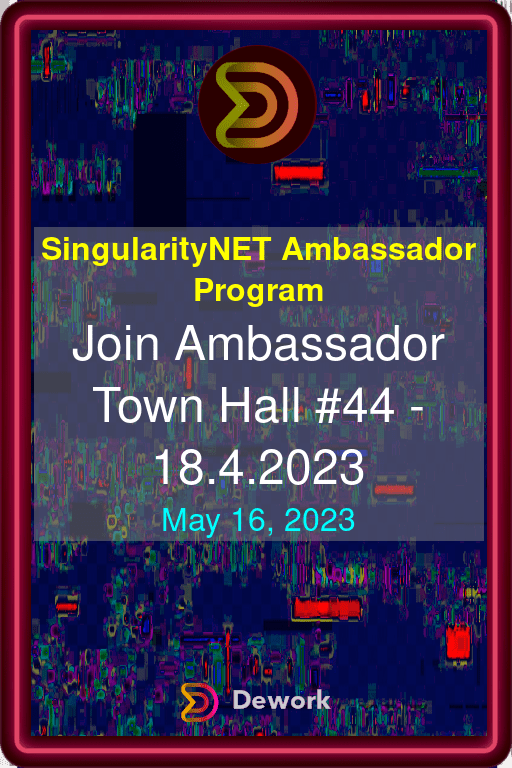 SingularityNET Ambassador
Program
Join Ambassador
Town Hall #44 -
18.4.2023
May 16, 2023
Dework